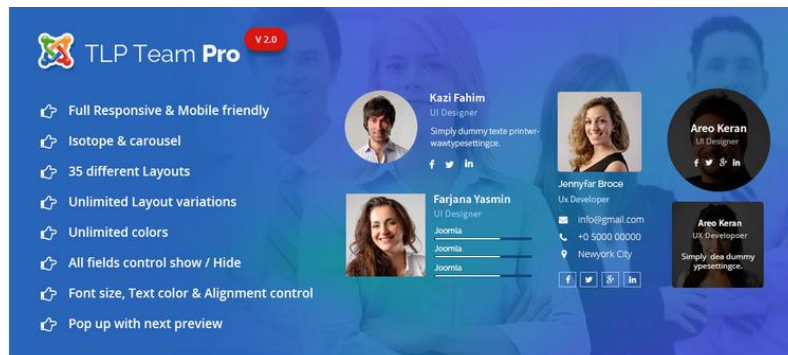 TLP Team Pro
V 2.0
Full Responsive & Mobile friendly
Isotope & carousel
35 different Layouts
Unlimited Layout variations
Unlimited colors
All fields control show / Hide
Font size, Text color & Alignment control
Pop up with next preview
Kazi Fahim
UI Designer
Simply dummy texte printwr-
wawtypesettingce.
Farjana Yasmin
UI Designer
Joomla
Joomla
Joomla
Jennyfar Broce
Ux Developer
info@gmail.com
+0 5000 00000
Newyork City
Areo Keran
UI Designer
Areo Keran
UX Developoer
Simply dea dummy
ypesettingce.